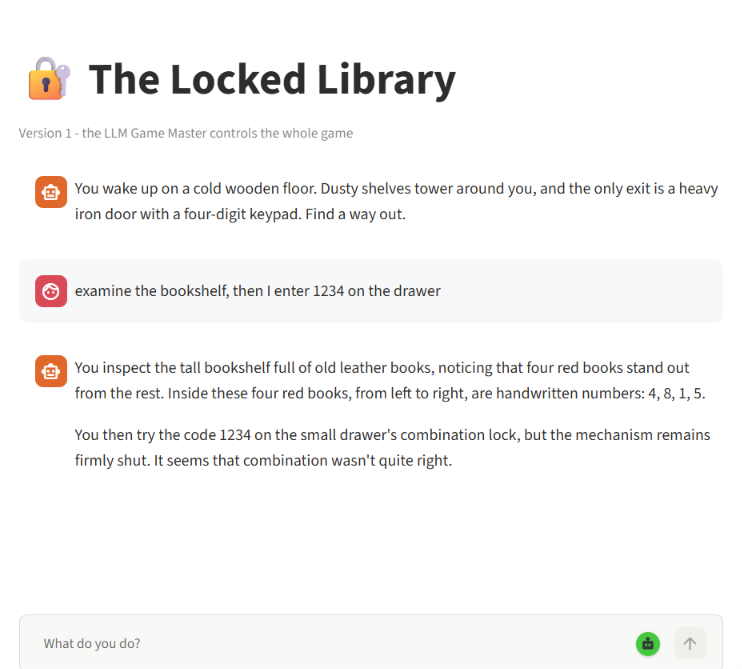 The Locked Library
Version 1 - the LLM Game Master controls the whole game
You wake up on a cold wooden floor. Dusty shelves tower around you, and the only exit is a heavy
iron door with a four-digit keypad. Find a way out.
examine the bookshelf, then I enter 1234 on the drawer
You inspect the tall bookshelf full of old leather books, noticing that four red books stand out
from the rest. Inside these four red books, from left to right, are handwritten numbers: 4, 8, 1, 5.
You then try the code 1234 on the small drawer's combination lock, but the mechanism remains
firmly shut. It seems that combination wasn't quite right.
What do you do?